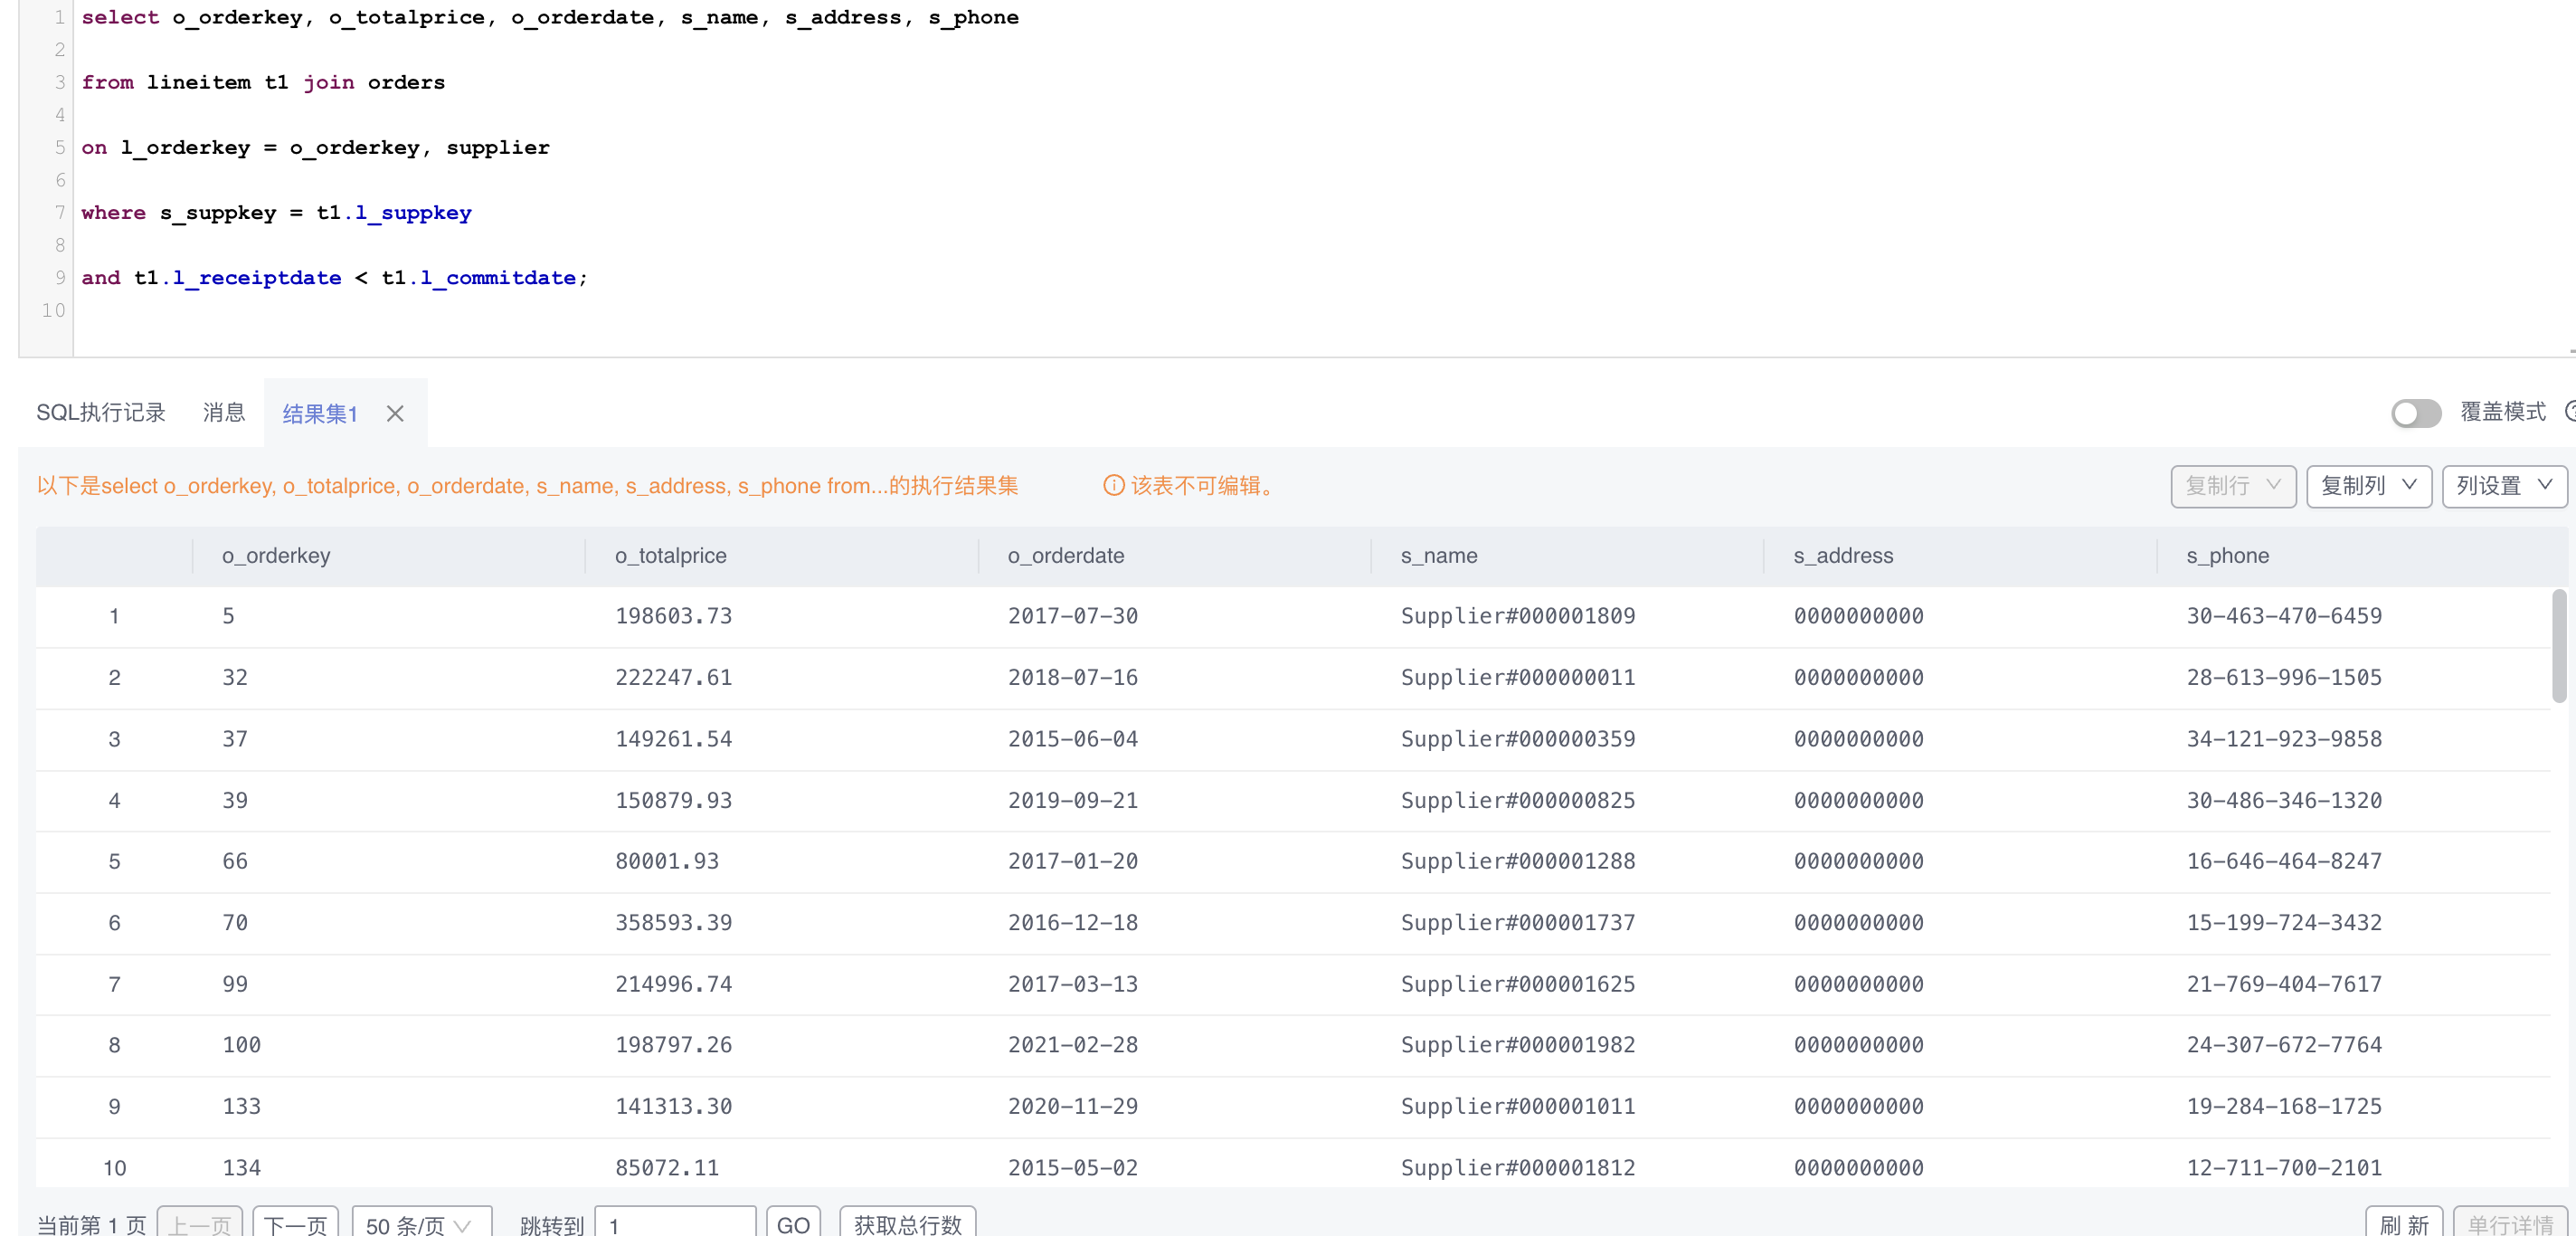 1 select o_orderkey, o_totalprice, o_orderdate, s_name, s_address, s_phone
2
3 from lineitem t1 join orders
4
5 on l_orderkey = o_orderkey, supplier
6
7 where s_suppkey = t1.l_suppkey
8
9 and t1.l_receiptdate < t1.l_commitdate;
10
SQL执行记录 消息 结果集1 覆盖模式
以下是select o_orderkey, o_totalprice, o_orderdate, s_name, s_address, s_phone from...的执行结果集 该表不可编辑。 复制行 复制列 列设置
o_orderkey o_totalprice o_orderdate s_name s_address s_phone
1 5 198603.73 2017-07-30 Supplier#000001809 0000000000 30-463-470-6459
2 32 222247.61 2018-07-16 Supplier#000000011 0000000000 28-613-996-1505
3 37 149261.54 2015-06-04 Supplier#000000359 0000000000 34-121-923-9858
4 39 150879.93 2019-09-21 Supplier#000000825 0000000000 30-486-346-1320
5 66 80001.93 2017-01-20 Supplier#000001288 0000000000 16-646-464-8247
6 70 358593.39 2016-12-18 Supplier#000001737 0000000000 15-199-724-3432
7 99 214996.74 2017-03-13 Supplier#000001625 0000000000 21-769-404-7617
8 100 198797.26 2021-02-28 Supplier#000001982 0000000000 24-307-672-7764
9 133 141313.30 2020-11-29 Supplier#000001011 0000000000 19-284-168-1725
10 134 85072.11 2015-05-02 Supplier#000001812 0000000000 12-711-700-2101
当前第 1 页 上一页 下一页 50 条/页 跳转到 1 GO 获取总行数 刷 新 单行详情